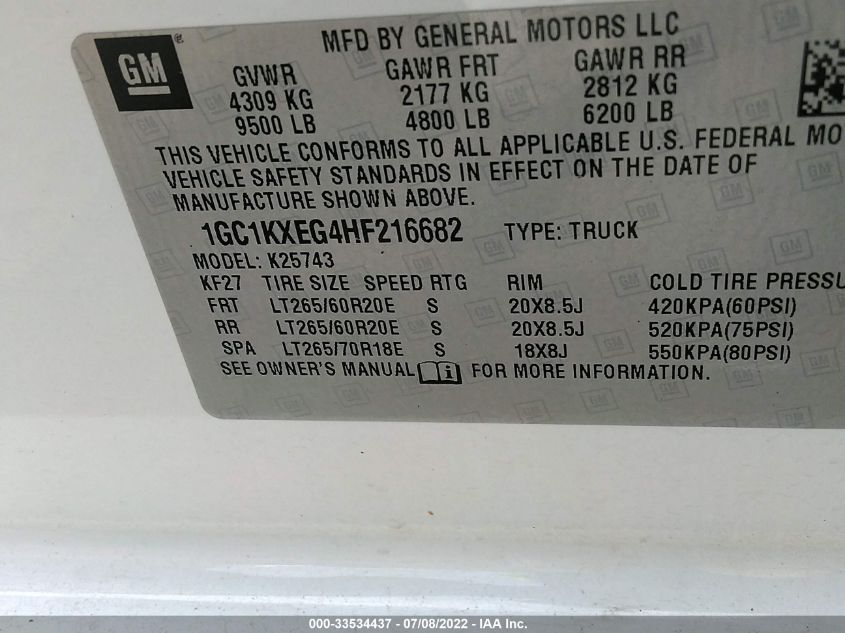 GM ®
MFD BY GENERAL MOTORS LLC
GVWR GAWR FRT GAWR RR
4309 KG 2177 KG 2812 KG
9500 LB 4800 LB 6200 LB
THIS VEHICLE CONFORMS TO ALL APPLICABLE U.S. FEDERAL MO
VEHICLE SAFETY STANDARDS IN EFFECT ON THE DATE OF
MANUFACTURE SHOWN ABOVE.
1GC1KXEG4HF216682 TYPE: TRUCK
MODEL: K25743
KF27 TIRE SIZE SPEED RTG RIM COLD TIRE PRESSU
FRT LT265/60R20E S 20X8.5J 420KPA(60PSI)
RR LT265/60R20E S 20X8.5J 520KPA(75PSI)
SPA LT265/70R18E S 18X8J 550KPA(80PSI)
SEE OWNER'S MANUAL FOR MORE INFORMATION.
000-33534437 - 07/08/2022 - IAA Inc.